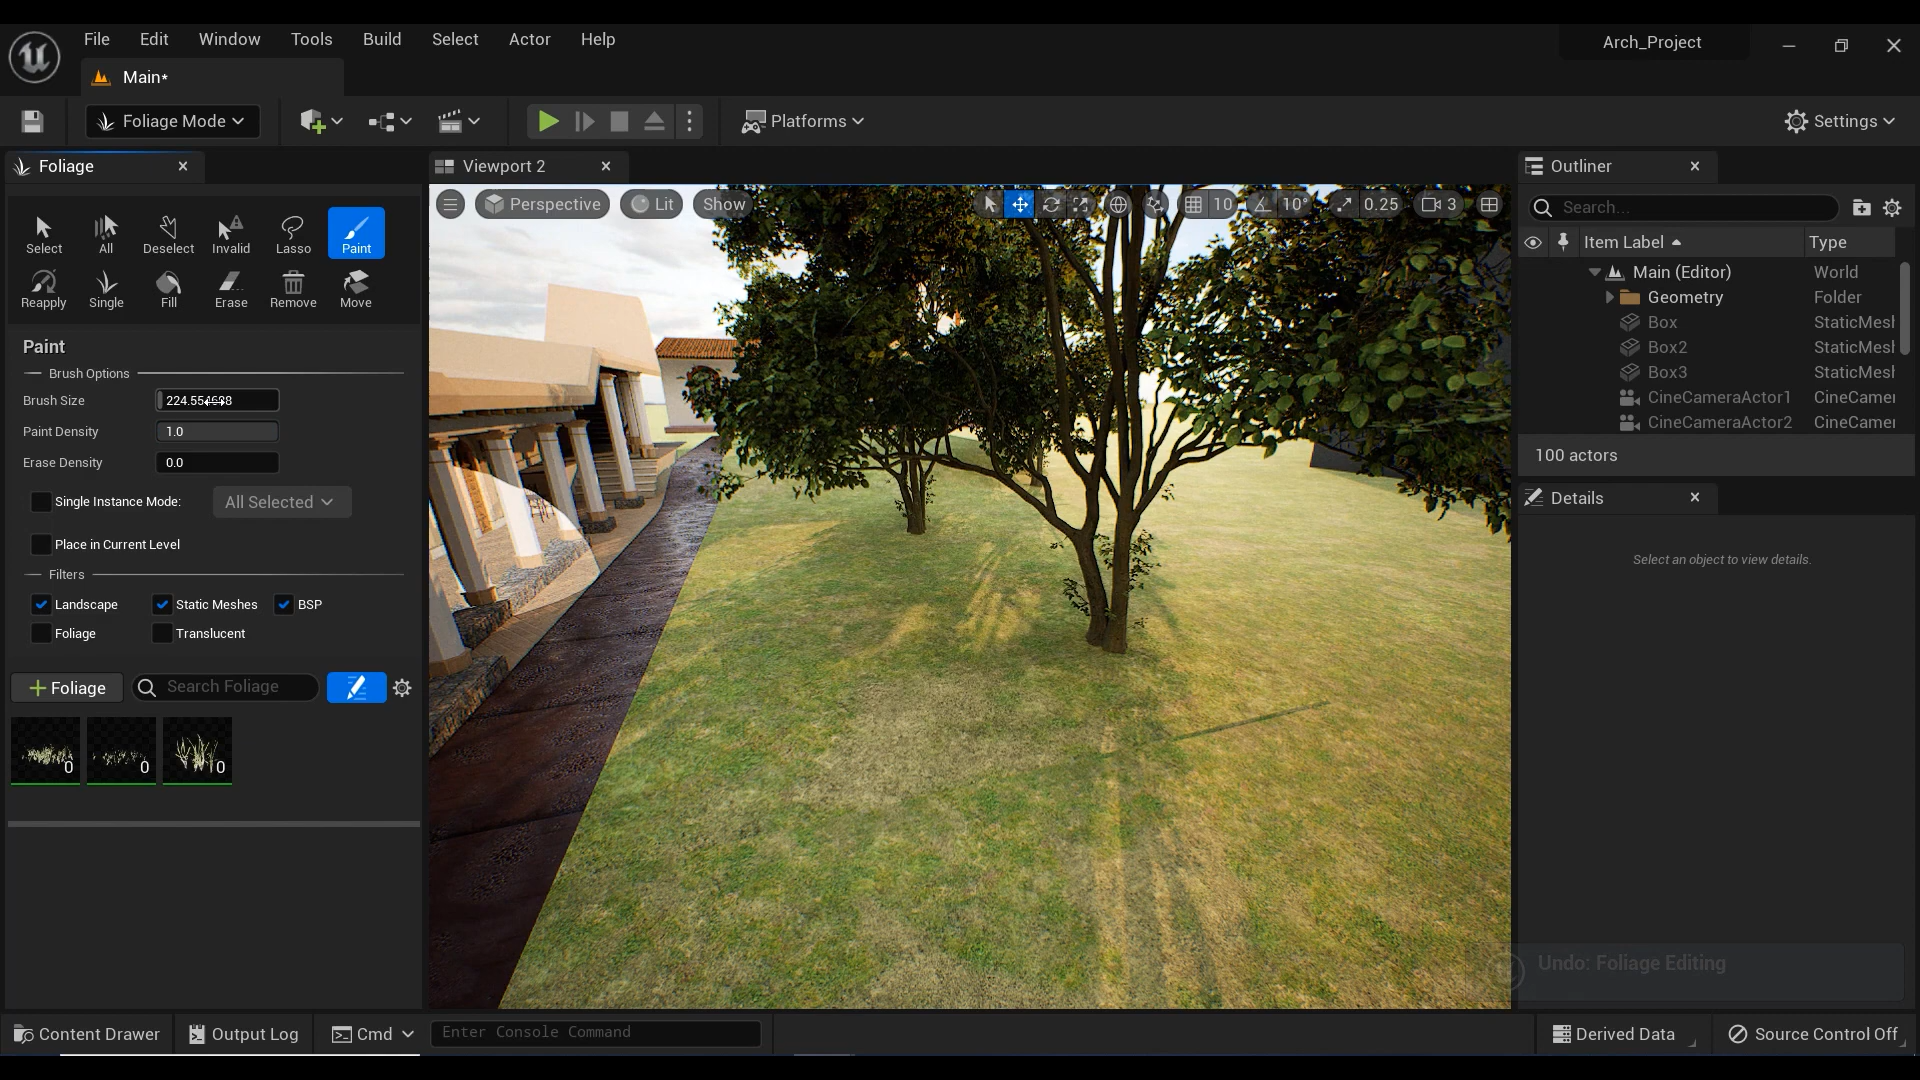 File Edit Window Tools Build Select Actor Help
Arch_Project
Main*
Foliage Mode
Platforms
Settings
Foliage
Viewport 2
Outliner
Select All Deselect Invalid Lasso Paint
Reapply Single Fill Erase Remove Move
Perspective Lit Show
10 10° 0.25 3
Search...
Item Label Type
Main (Editor) World
Geometry Folder
Box StaticMesh
Box2 StaticMesh
Box3 StaticMesh
CineCameraActor1 CineCamer
CineCameraActor2 CineCamer
100 actors
Paint
Brush Options
Brush Size
Paint Density 1.0
Erase Density 0.0
Single Instance Mode: All Selected
Place in Current Level
Filters
Landscape Static Meshes BSP
Foliage Translucent
Foliage Search Foliage
0 0 0
Details
Select an object to view details.
Undo: Foliage Editing
Content Drawer Output Log Cmd Enter Console Command
Derived Data Source Control Off